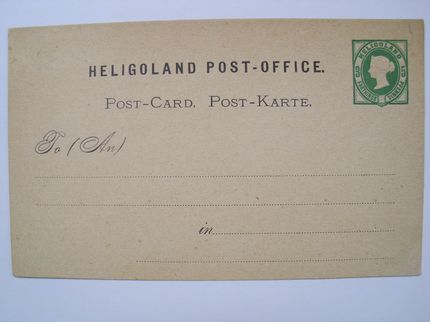 HELIGOLAND
HELIGOLAND POST-OFFICE.
POST-CARD. POST-KARTE.
To (An)
in